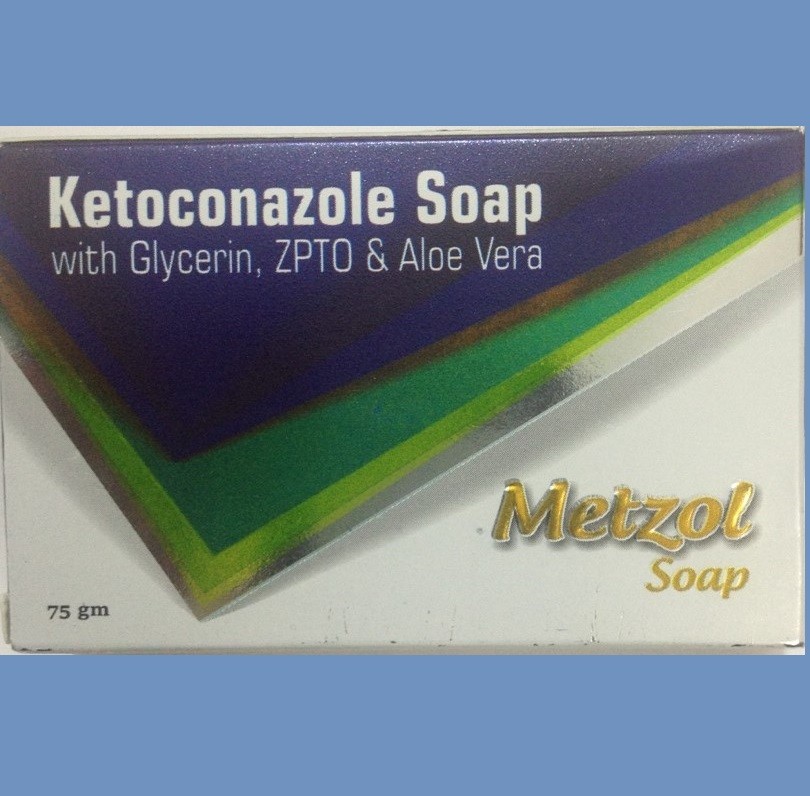 Ketoconazole Soap
with Glycerin, ZPTO & Aloe Vera
Metzol
Soap
75 gm